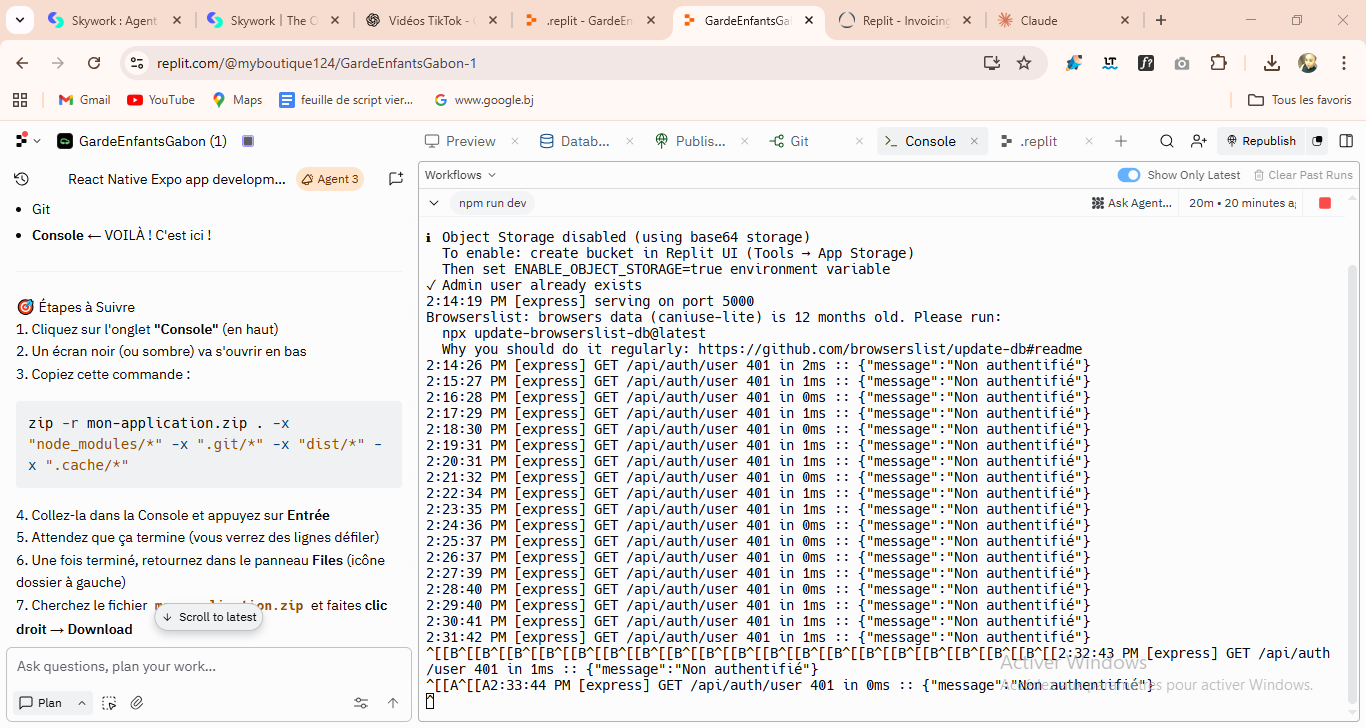 Skywork : Agent
Skywork | The O
Vidéos TikTok -
.replit - GardeEn
GardeEnfantsGa
Replit - Invoicing
Claude
replit.com/@myboutique124/GardeEnfantsGabon-1
Gmail
YouTube
Maps
feuille de script vier...
www.google.bj
Tous les favoris
GardeEnfantsGabon (1)
Preview
Datab...
Publis...
Git
Console
.replit
Republish
React Native Expo app developm...
Agent 3
Workflows
Show Only Latest
Clear Past Runs
npm run dev
Ask Agent...
20m • 20 minutes a
• Git
• Console ← VOILÀ ! C'est ici !
🎯 Étapes à Suivre
1. Cliquez sur l'onglet "Console" (en haut)
2. Un écran noir (ou sombre) va s'ouvrir en bas
3. Copiez cette commande :
zip -r mon-application.zip . -x
"node_modules/*" -x ".git/*" -x "dist/*" -
x ".cache/*"
4. Collez-la dans la Console et appuyez sur Entrée
5. Attendez que ça termine (vous verrez des lignes défiler)
6. Une fois terminé, retournez dans le panneau Files (icône
dossier à gauche)
7. Cherchez le fichier
et faites clic
droit → Download
Scroll to latest
Ask questions, plan your work...
Plan
ℹ Object Storage disabled (using base64 storage)
To enable: create bucket in Replit UI (Tools → App Storage)
Then set ENABLE_OBJECT_STORAGE=true environment variable
✓ Admin user already exists
2:14:19 PM [express] serving on port 5000
Browserslist: browsers data (caniuse-lite) is 12 months old. Please run:
npx update-browserslist-db@latest
Why you should do it regularly: https://github.com/browserslist/update-db#readme
2:14:26 PM [express] GET /api/auth/user 401 in 2ms :: {"message":"Non authentifié"}
2:15:27 PM [express] GET /api/auth/user 401 in 1ms :: {"message":"Non authentifié"}
2:16:28 PM [express] GET /api/auth/user 401 in 0ms :: {"message":"Non authentifié"}
2:17:29 PM [express] GET /api/auth/user 401 in 1ms :: {"message":"Non authentifié"}
2:18:30 PM [express] GET /api/auth/user 401 in 0ms :: {"message":"Non authentifié"}
2:19:31 PM [express] GET /api/auth/user 401 in 1ms :: {"message":"Non authentifié"}
2:20:31 PM [express] GET /api/auth/user 401 in 1ms :: {"message":"Non authentifié"}
2:21:32 PM [express] GET /api/auth/user 401 in 0ms :: {"message":"Non authentifié"}
2:22:34 PM [express] GET /api/auth/user 401 in 1ms :: {"message":"Non authentifié"}
2:23:35 PM [express] GET /api/auth/user 401 in 1ms :: {"message":"Non authentifié"}
2:24:36 PM [express] GET /api/auth/user 401 in 0ms :: {"message":"Non authentifié"}
2:25:37 PM [express] GET /api/auth/user 401 in 0ms :: {"message":"Non authentifié"}
2:26:37 PM [express] GET /api/auth/user 401 in 0ms :: {"message":"Non authentifié"}
2:27:39 PM [express] GET /api/auth/user 401 in 1ms :: {"message":"Non authentifié"}
2:28:40 PM [express] GET /api/auth/user 401 in 0ms :: {"message":"Non authentifié"}
2:29:40 PM [express] GET /api/auth/user 401 in 1ms :: {"message":"Non authentifié"}
2:30:41 PM [express] GET /api/auth/user 401 in 1ms :: {"message":"Non authentifié"}
2:31:42 PM [express] GET /api/auth/user 401 in 1ms :: {"message":"Non authentifié"}
^[[B^[[B^[[B^[[B^[[B^[[B^[[B^[[B^[[B^[[B^[[B^[[B^[[B^[[B^[[B^[[B^[[B^[[B^[[B^[[2:32:43 PM [express] GET /api/auth
/user 401 in 1ms :: {"message":"Non authentifié"}
^[[A^[[A2:33:44 PM [express] GET /api/auth/user 401 in 0ms :: {"message":"Non authentifié"}
Activer Windows
pour activer Windows.